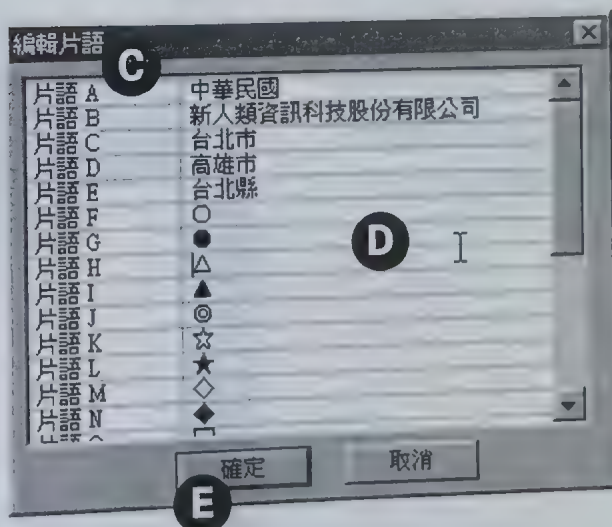 編輯片語
C
片語 A 中華民國
片語 B 新人類資訊科技股份有限公司
片語 C 台北市
片語 D 高雄市
片語 E 台北縣
片語 F ○
片語 G ●
片語 H △
片語 I ▲
片語 J ◎
片語 K ☆
片語 L ★
片語 M ◇
片語 N ◆
D
確定 取消
E